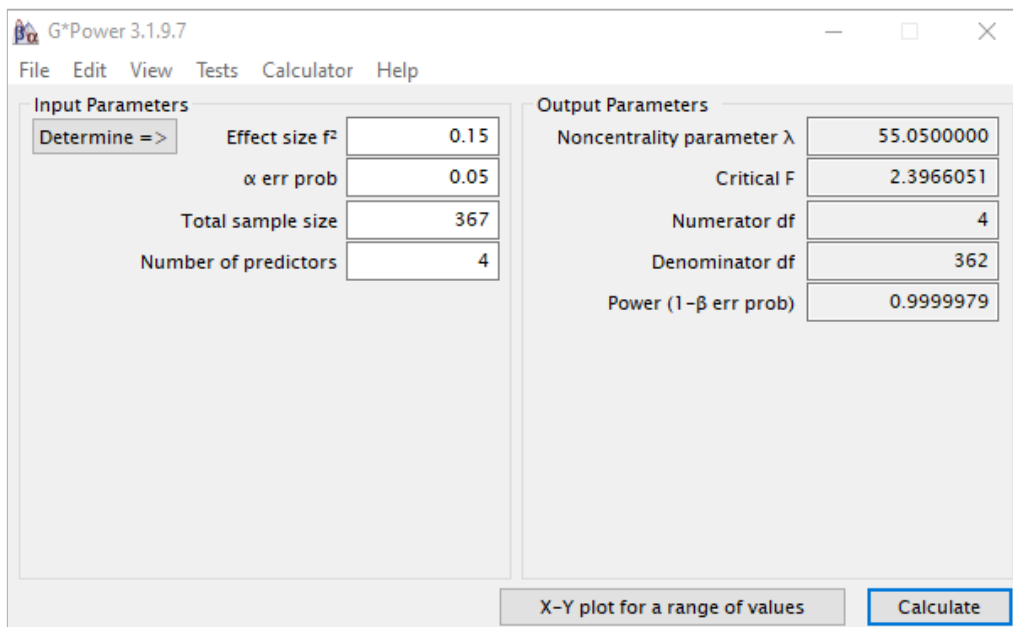 G*Power 3.1.9.7
File Edit View Tests Calculator Help
Input Parameters
Determine =>
Effect size f² 0.15
α err prob 0.05
Total sample size 367
Number of predictors 4
Output Parameters
Noncentrality parameter λ 55.0500000
Critical F 2.3966051
Numerator df 4
Denominator df 362
Power (1-β err prob) 0.9999979
X-Y plot for a range of values
Calculate